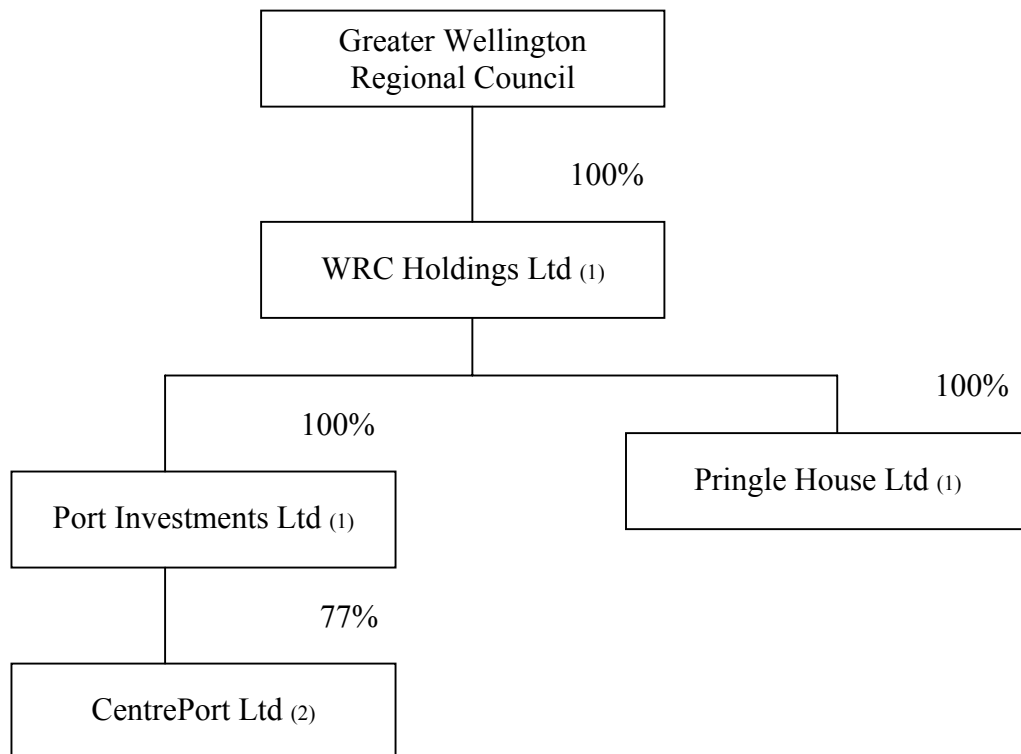 Greater Wellington
Regional Council
100%
WRC Holdings Ltd (1)
100%
100%
Pringle House Ltd (1)
Port Investments Ltd (1)
77%
CentrePort Ltd (2)